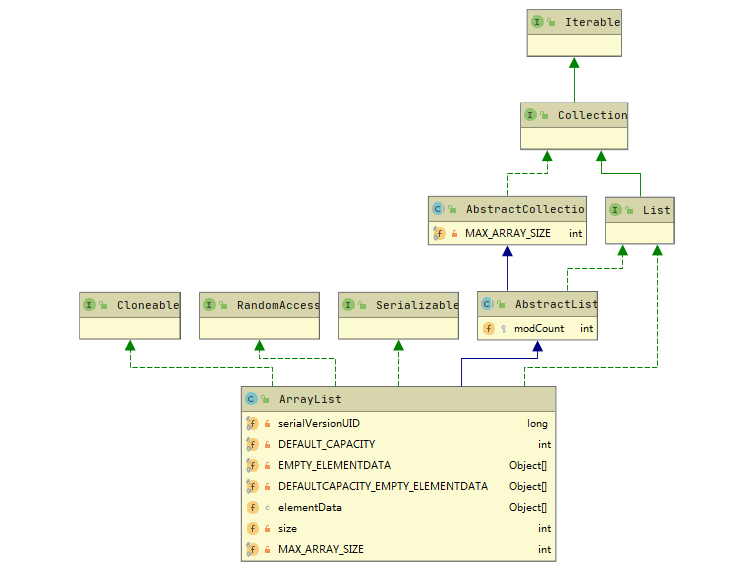 I Iterable
I Collection
C AbstractCollectio
f MAX_ARRAY_SIZE int
I List
I Cloneable
I RandomAccess
I Serializable
C AbstractList
f modCount int
C ArrayList
f serialVersionUID long
f DEFAULT_CAPACITY int
f EMPTY_ELEMENTDATA Object[]
f DEFAULTCAPACITY_EMPTY_ELEMENTDATA Object[]
f elementData Object[]
f size int
f MAX_ARRAY_SIZE int